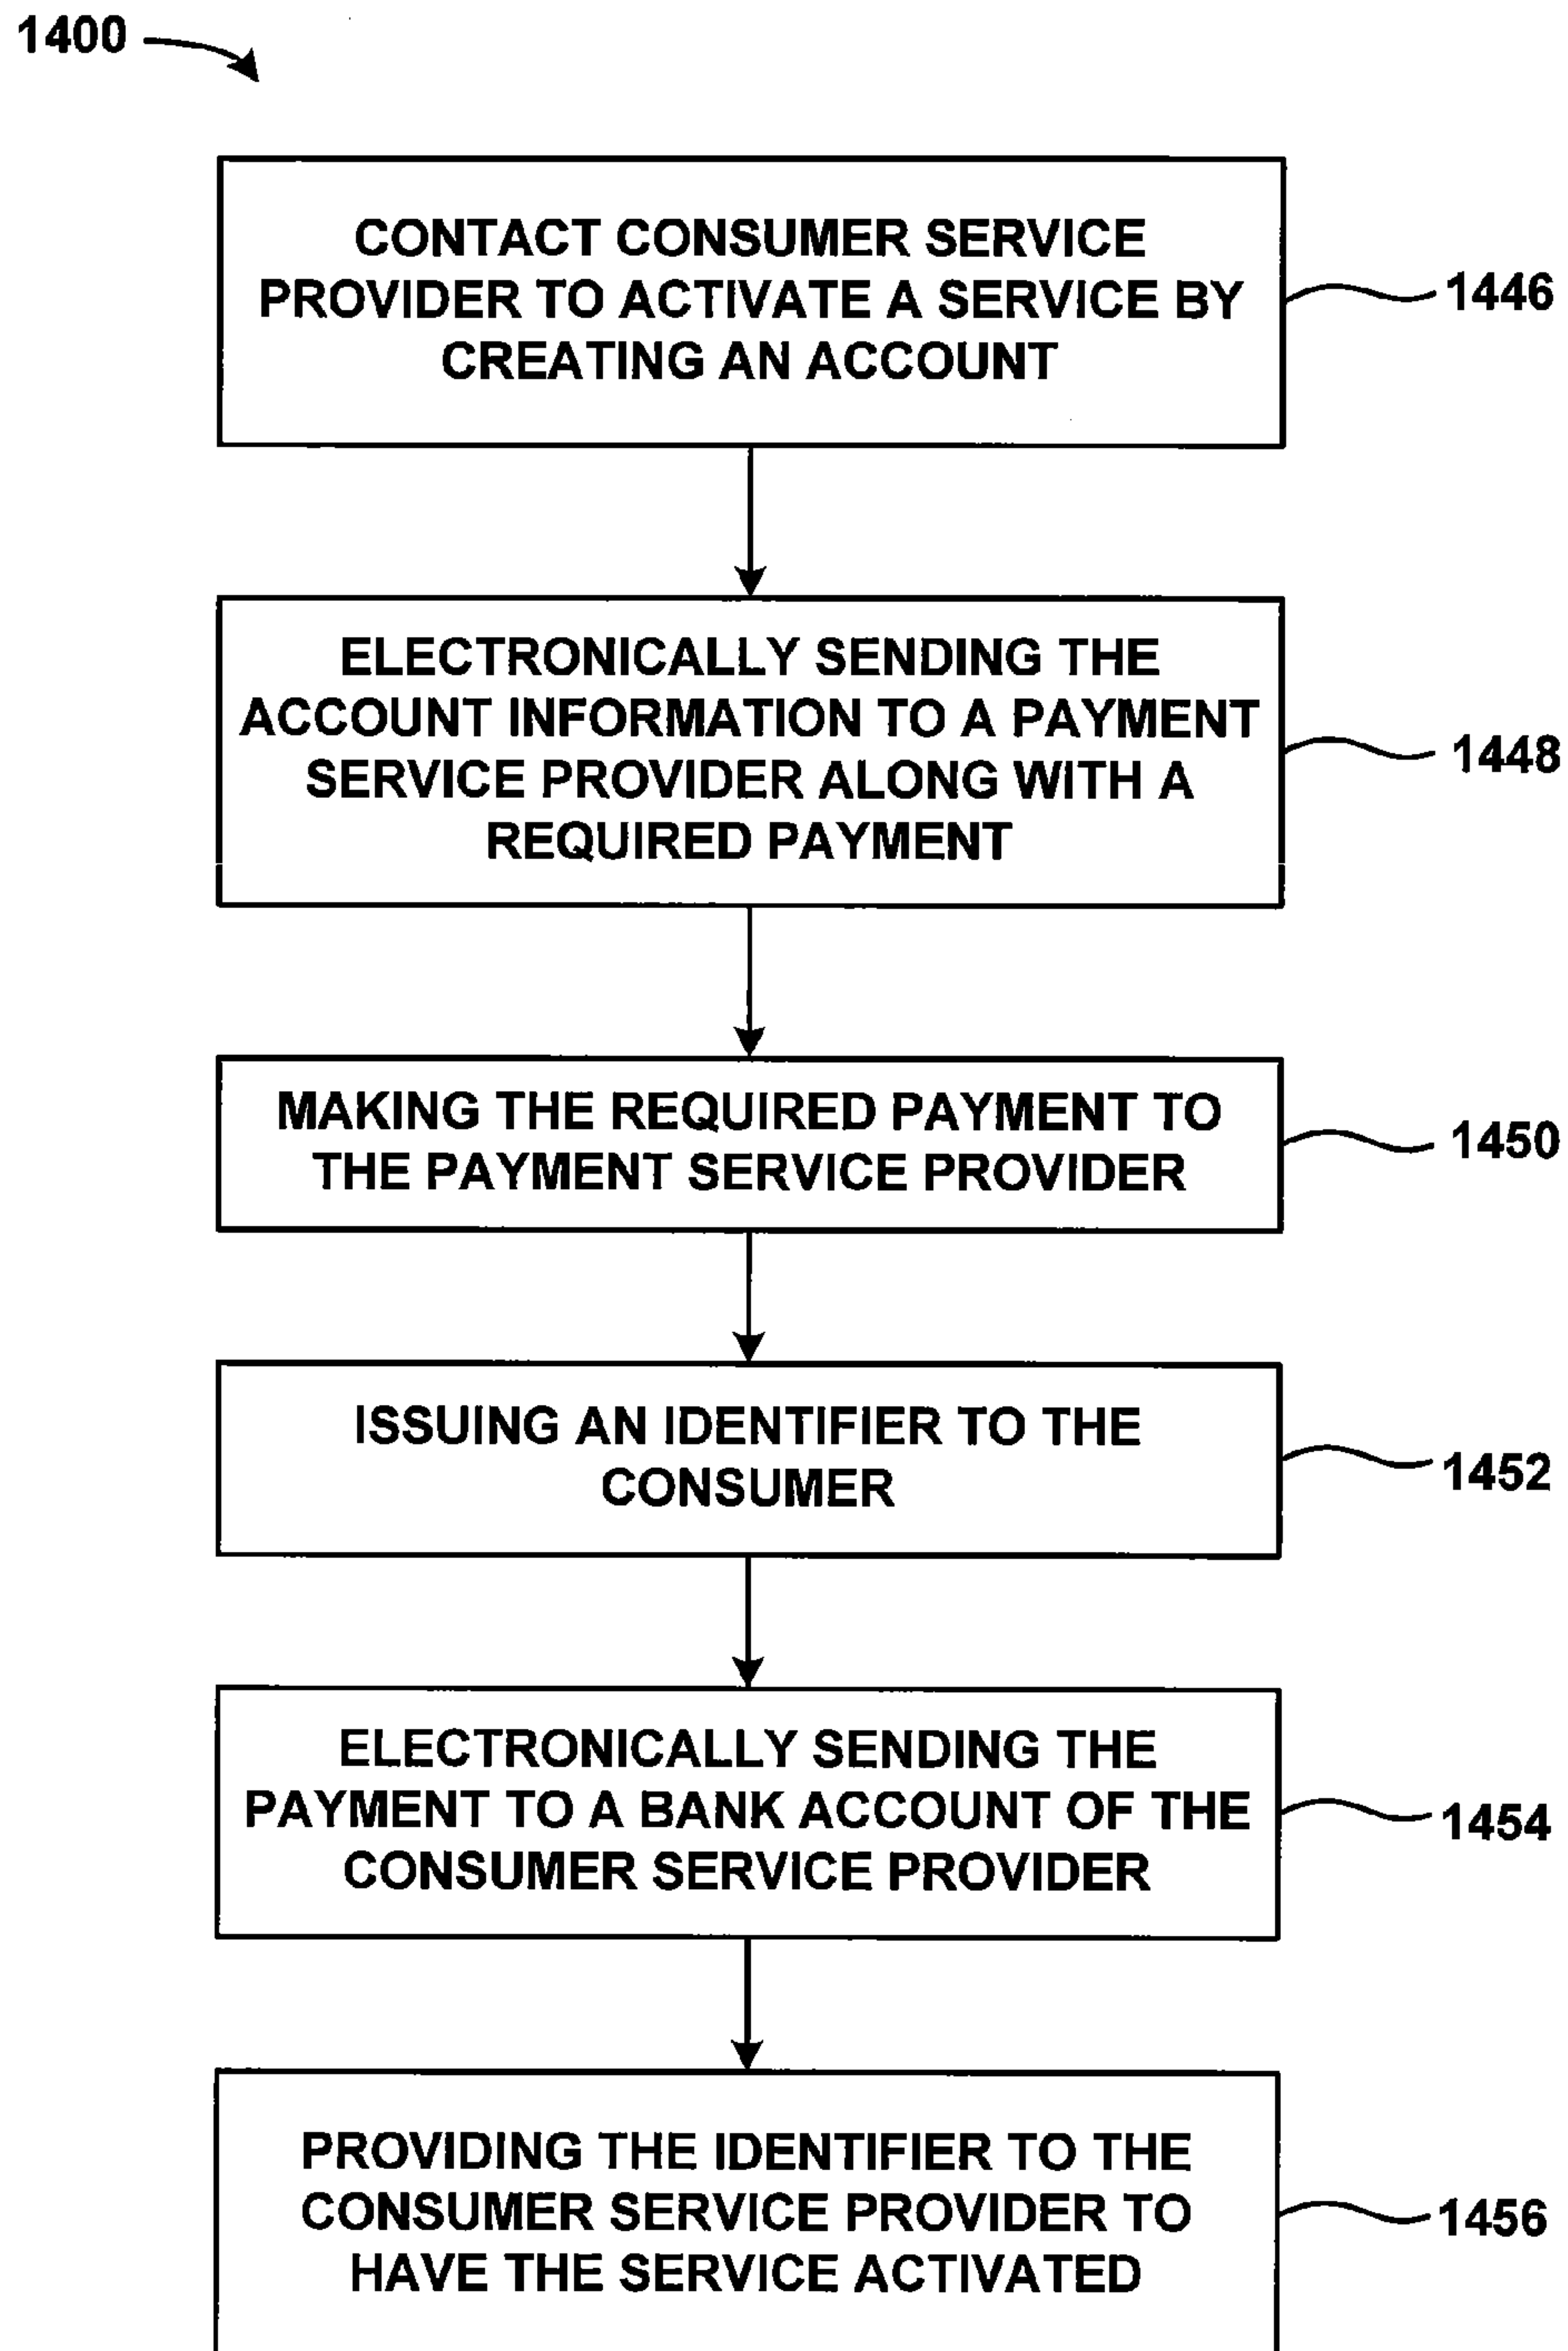 1400
CONTACT CONSUMER SERVICE
PROVIDER TO ACTIVATE A SERVICE BY
CREATING AN ACCOUNT
1446
ELECTRONICALLY SENDING THE
ACCOUNT INFORMATION TO A PAYMENT
SERVICE PROVIDER ALONG WITH A
REQUIRED PAYMENT
1448
MAKING THE REQUIRED PAYMENT TO
THE PAYMENT SERVICE PROVIDER
1450
ISSUING AN IDENTIFIER TO THE
CONSUMER
1452
ELECTRONICALLY SENDING THE
PAYMENT TO A BANK ACCOUNT OF THE
CONSUMER SERVICE PROVIDER
1454
PROVIDING THE IDENTIFIER TO THE
CONSUMER SERVICE PROVIDER TO
HAVE THE SERVICE ACTIVATED
1456